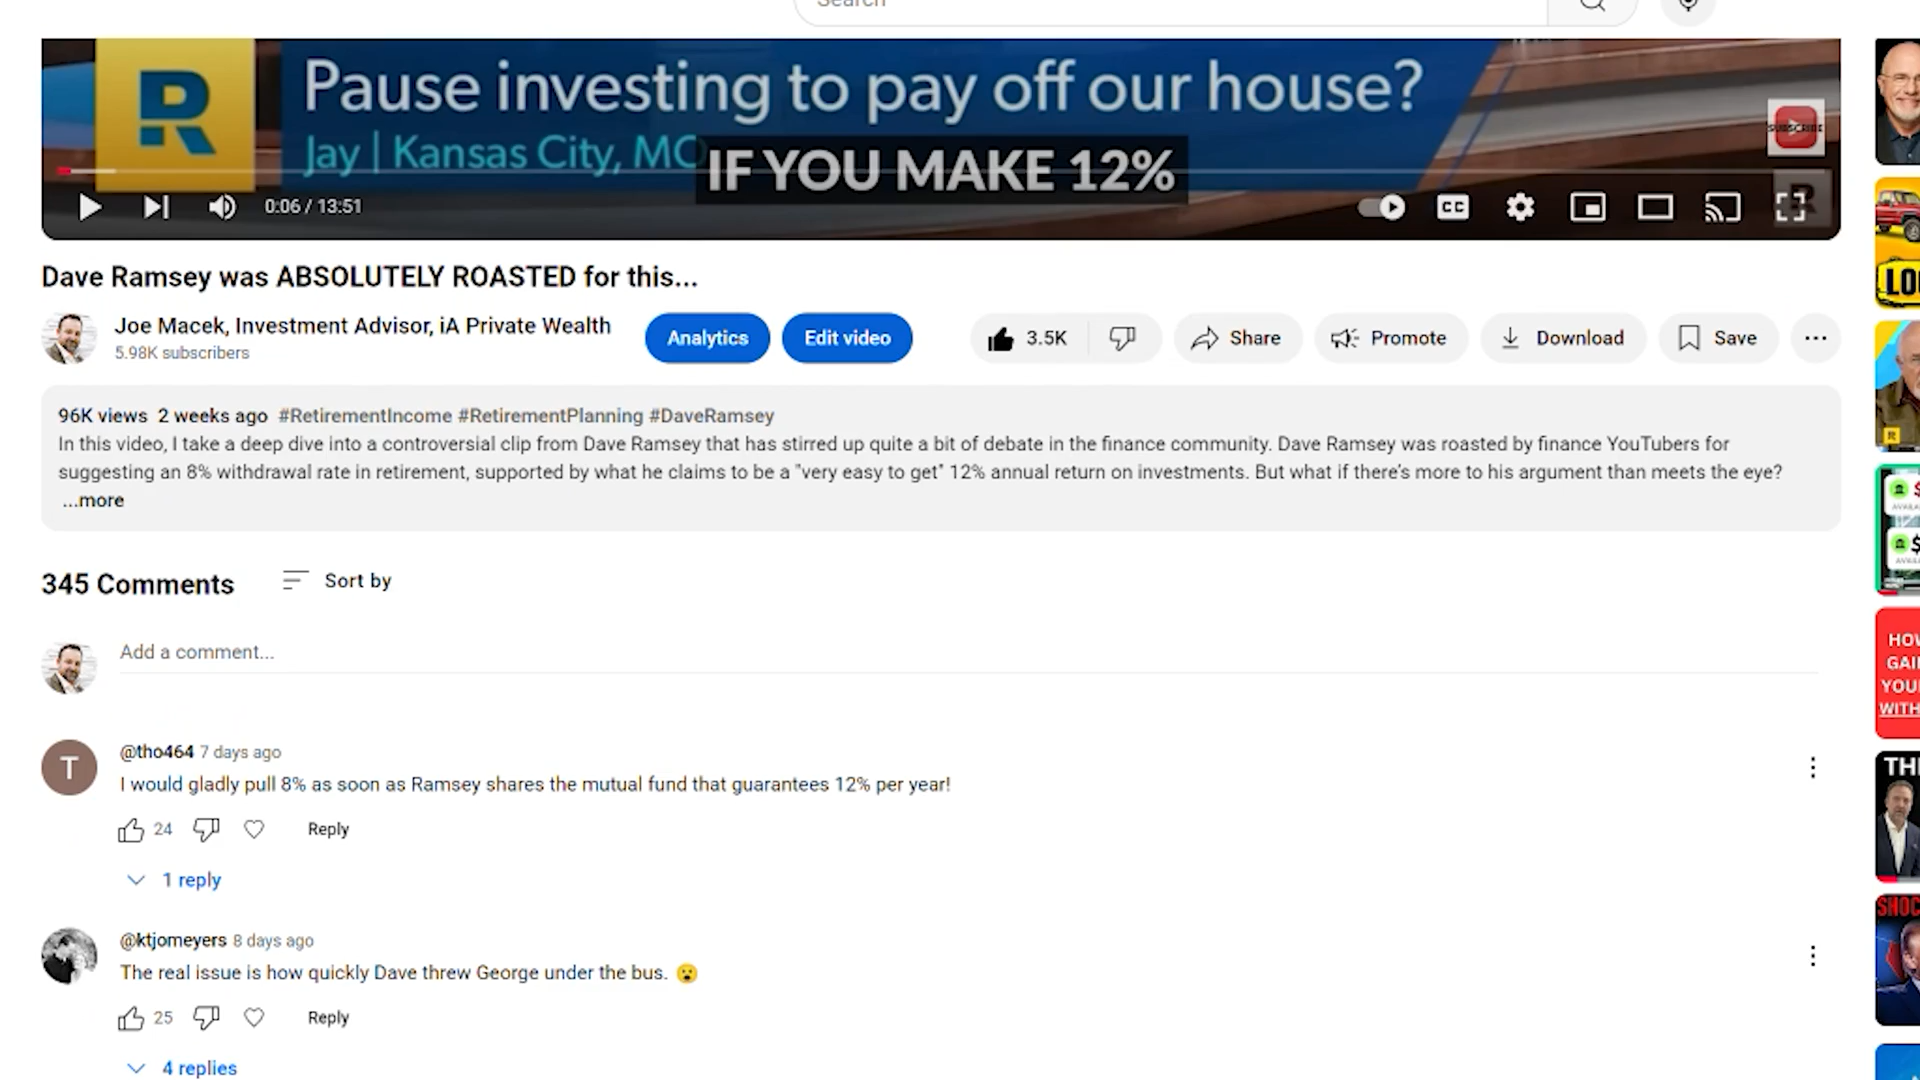 Search
Pause investing to pay off our house?
Jay | Kansas City, MO
IF YOU MAKE 12%
SUBSCRIBE
0:06 / 13:51
CC
Dave Ramsey was ABSOLUTELY ROASTED for this...
Joe Macek, Investment Advisor, iA Private Wealth
5.98K subscribers
Analytics
Edit video
3.5K
Share
Promote
Download
Save
96K views 2 weeks ago #RetirementIncome #RetirementPlanning #DaveRamsey
In this video, I take a deep dive into a controversial clip from Dave Ramsey that has stirred up quite a bit of debate in the finance community. Dave Ramsey was roasted by finance YouTubers for
suggesting an 8% withdrawal rate in retirement, supported by what he claims to be a "very easy to get" 12% annual return on investments. But what if there's more to his argument than meets the eye?
...more
345 Comments
Sort by
Add a comment...
T
@tho464 7 days ago
I would gladly pull 8% as soon as Ramsey shares the mutual fund that guarantees 12% per year!
24
Reply
1 reply
@ktjomeyers 8 days ago
The real issue is how quickly Dave threw George under the bus. 😮
25
Reply
4 replies